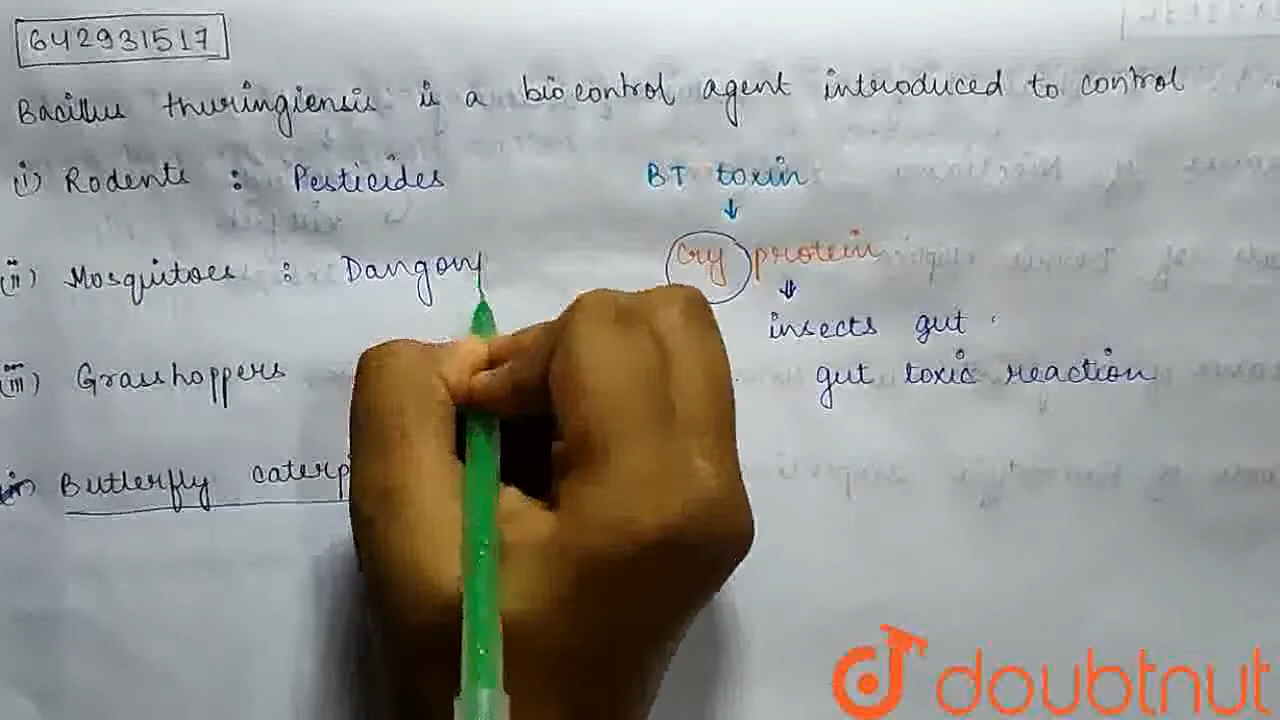 642931517
Bacillus thuringiensis is a biocontrol agent introduced to control
(i) Rodents : Pesticides
BT toxin
↓
Cry protein
⇓
(ii) Mosquitoes : Dangon
insects gut
gut toxic reaction
(iii) Grasshoppers
Butterfly caterp
doubtnut